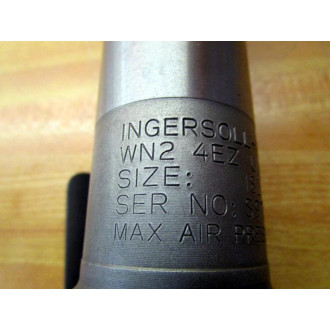 INGERSOLL-
WN2 4EZ
SIZE:
SER NO:
MAX AIR